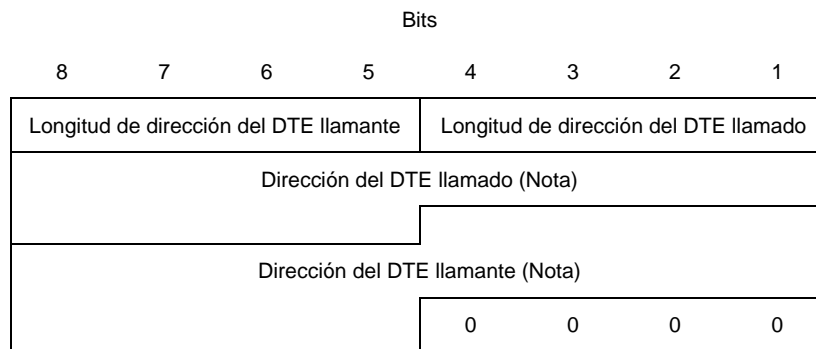 Bits
8 7 6 5 4 3 2 1
Longitud de dirección del DTE llamante Longitud de dirección del DTE llamado
Dirección del DTE llamado (Nota)
Dirección del DTE llamante (Nota)
0 0 0 0